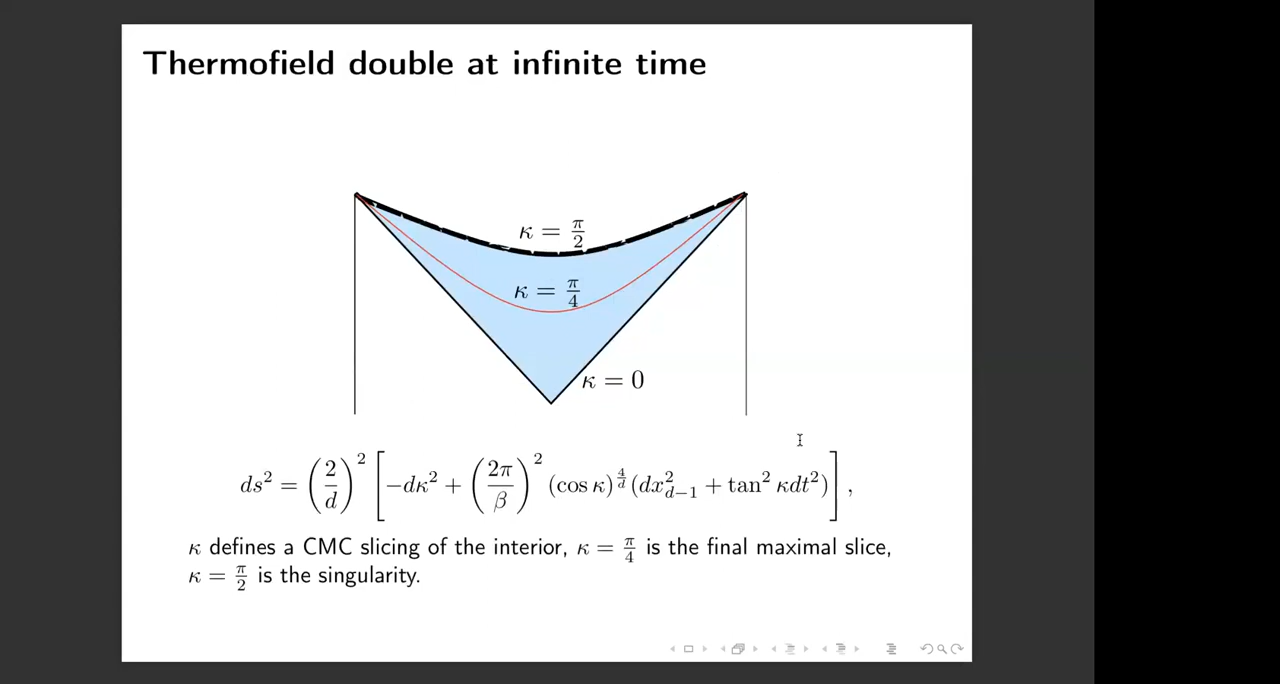 Thermofield double at infinite time
κ = π/2
κ = π/4
κ = 0
ds² = (2/d)² [−dκ² + (2π/β)² (cos κ)^{4/d} (dx²_{d−1} + tan² κdt²)] ,
κ defines a CMC slicing of the interior, κ = π/4 is the final maximal slice,
κ = π/2 is the singularity.